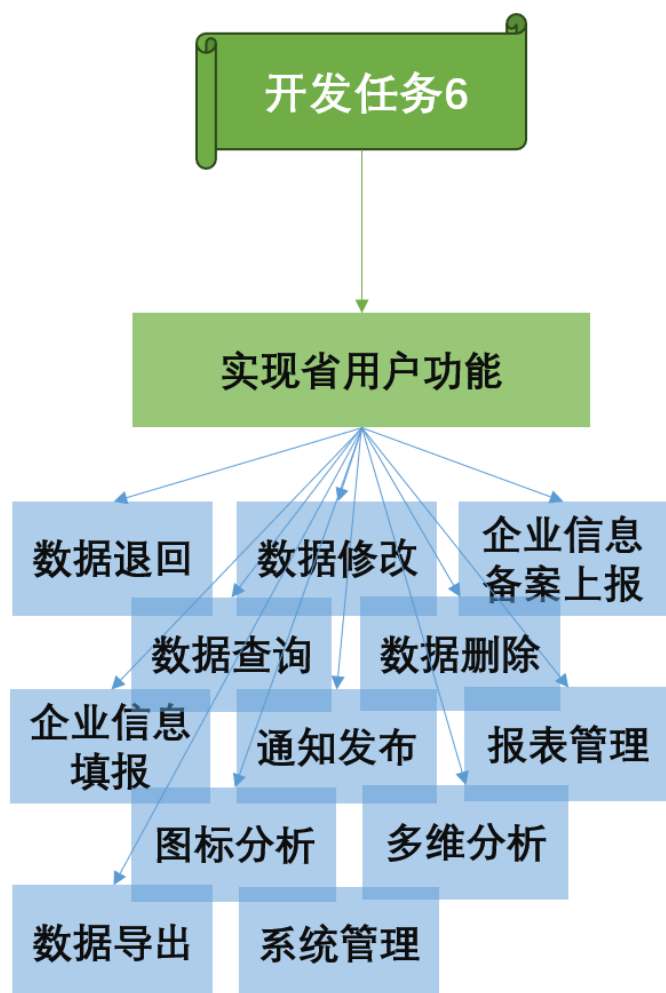 开发任务6
实现省用户功能
数据退回
数据修改
企业信息
备案上报
数据查询
数据删除
企业信息
填报
通知发布
报表管理
图标分析
多维分析
数据导出
系统管理